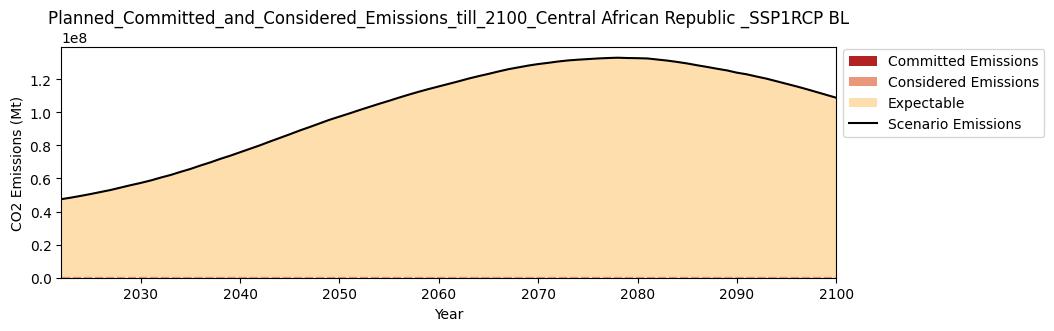 Planned_Committed_and_Considered_Emissions_till_2100_Central African Republic _SSP1RCP BL
1e8
Committed Emissions
Considered Emissions
Expectable
Scenario Emissions
CO2 Emissions (Mt)
1.2
1.0
0.8
0.6
0.4
0.2
0.0
2030
2040
2050
2060
2070
2080
2090
2100
Year